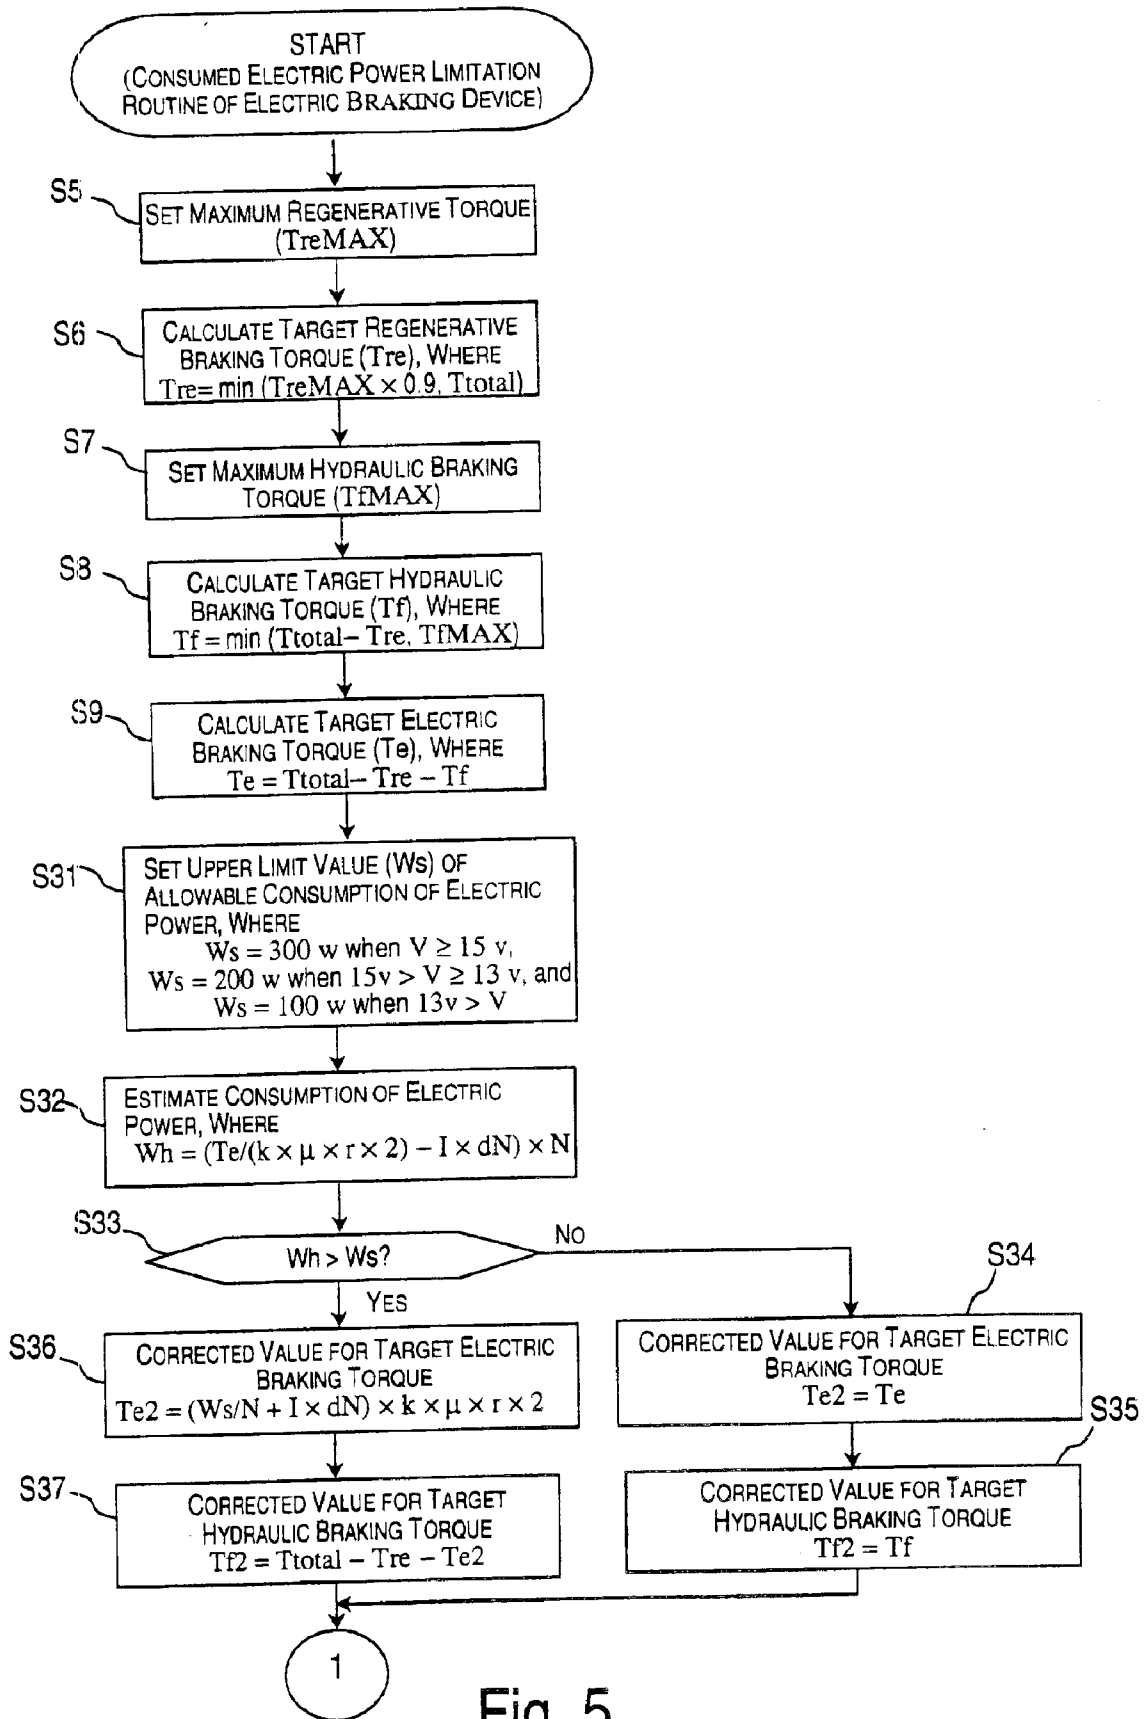 START
(CONSUMED ELECTRIC POWER LIMITATION
ROUTINE OF ELECTRIC BRAKING DEVICE)
S5
SET MAXIMUM REGENERATIVE TORQUE
(TreMAX)
S6
CALCULATE TARGET REGENERATIVE
BRAKING TORQUE (Tre), WHERE
Tre= min (TreMAX × 0.9, Ttotal)
S7
SET MAXIMUM HYDRAULIC BRAKING
TORQUE (TfMAX)
S8
CALCULATE TARGET HYDRAULIC
BRAKING TORQUE (Tf), WHERE
Tf = min (Ttotal– Tre, TfMAX)
S9
CALCULATE TARGET ELECTRIC
BRAKING TORQUE (Te), WHERE
Te = Ttotal– Tre – Tf
S31
SET UPPER LIMIT VALUE (Ws) OF
ALLOWABLE CONSUMPTION OF ELECTRIC
POWER, WHERE
Ws = 300 w when V ≥ 15 v,
Ws = 200 w when 15v > V ≥ 13 v, and
Ws = 100 w when 13v > V
S32
ESTIMATE CONSUMPTION OF ELECTRIC
POWER, WHERE
Wh = (Te/(k × μ × r × 2) – I × dN) × N
S33
Wh > Ws?
NO
YES
S36
CORRECTED VALUE FOR TARGET ELECTRIC
BRAKING TORQUE
Te2 = (Ws/N + I × dN) × k × μ × r × 2
S37
CORRECTED VALUE FOR TARGET
HYDRAULIC BRAKING TORQUE
Tf2 = Ttotal – Tre – Te2
S34
CORRECTED VALUE FOR TARGET ELECTRIC
BRAKING TORQUE
Te2 = Te
S35
CORRECTED VALUE FOR TARGET
HYDRAULIC BRAKING TORQUE
Tf2 = Tf
1
Fig. 5